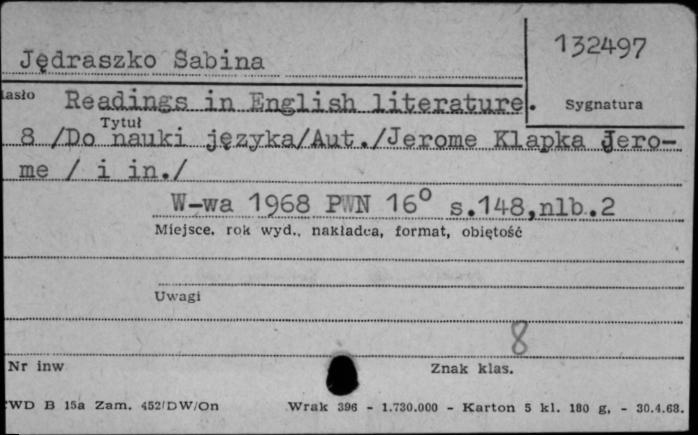 132497
Jędraszko Sabina
asło Readings in English literature. Sygnatura
Tytuł
8 /Do nauki języka/Aut./Jerome Klapka Jero-
me / i in./
W-wa 1968 PWN 16° s.148,nlb.2
Miejsce, rok wyd., nakładca, format, objętość
Uwagi
8
Nr inw Znak klas.
WD B 15a Zam. 452/DW/On Wrak 396 - 1.730.000 - Karton 5 kl. 180 g. - 30.4.68.